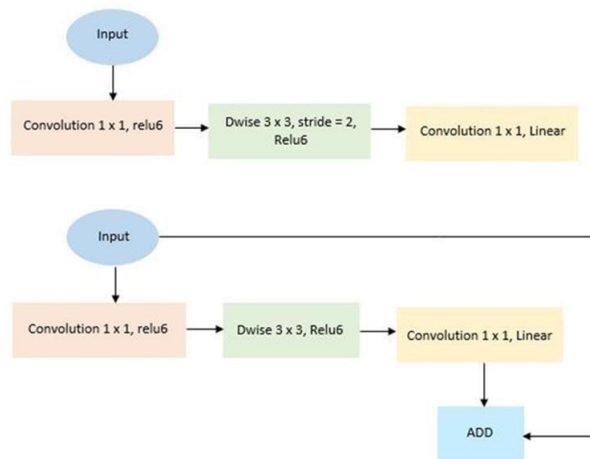 Input
Convolution 1 x 1, relu6
Dwise 3 x 3, stride = 2,
Relu6
Convolution 1 x 1, Linear
Input
Convolution 1 x 1, relu6
Dwise 3 x 3, Relu6
Convolution 1 x 1, Linear
ADD